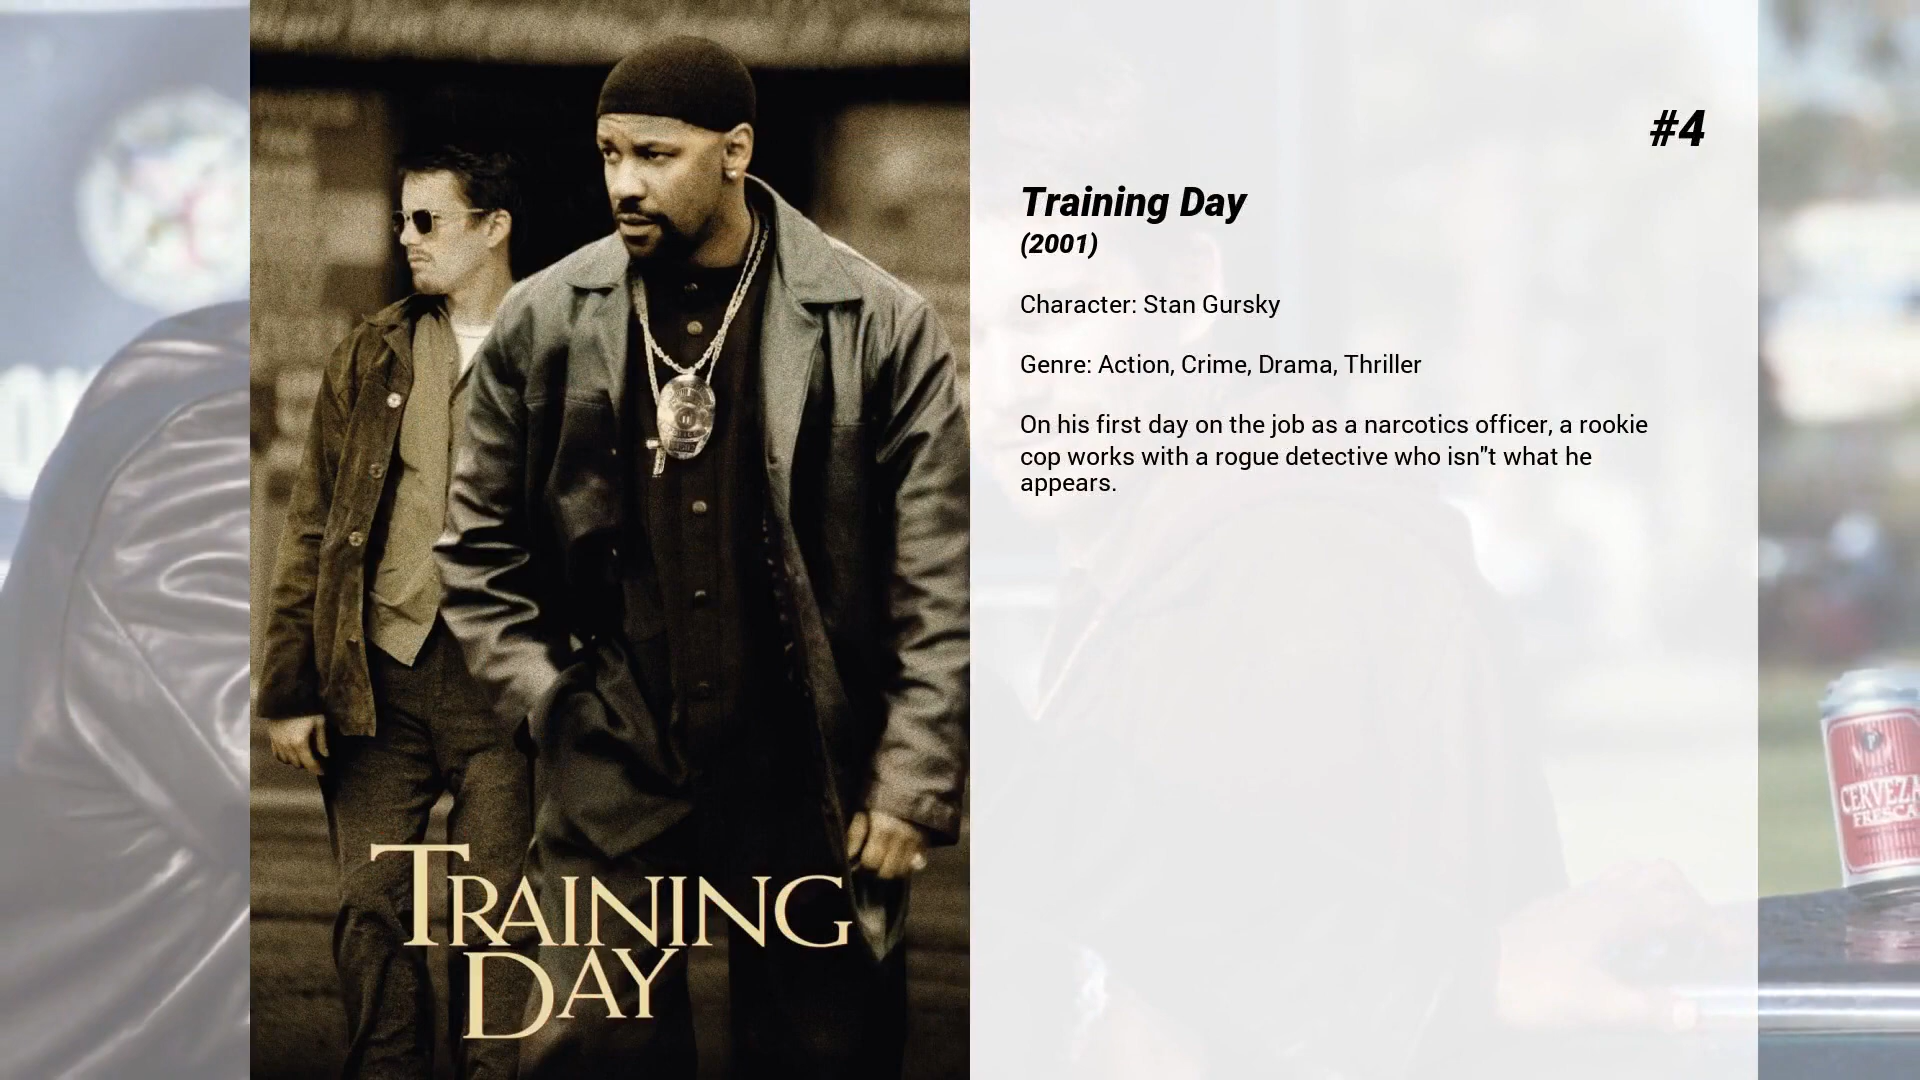 #4
Training Day
(2001)
Character: Stan Gursky
Genre: Action, Crime, Drama, Thriller
On his first day on the job as a narcotics officer, a rookie
cop works with a rogue detective who isn"t what he
appears.
TRAINING
DAY
CERVEZA
FRESCA